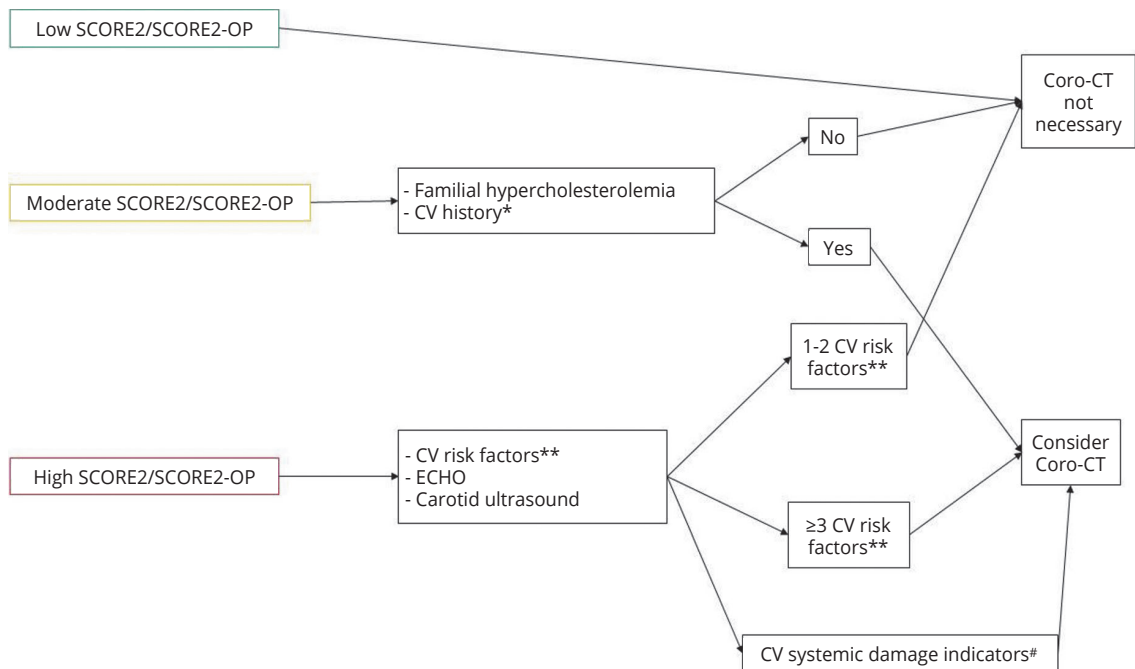 Low SCORE2/SCORE2-OP
Coro-CT
not
necessary
No
Moderate SCORE2/SCORE2-OP
- Familial hypercholesterolemia
- CV history*
Yes
1-2 CV risk
factors**
High SCORE2/SCORE2-OP
- CV risk factors**
- ECHO
- Carotid ultrasound
Consider
Coro-CT
≥3 CV risk
factors**
CV systemic damage indicators#